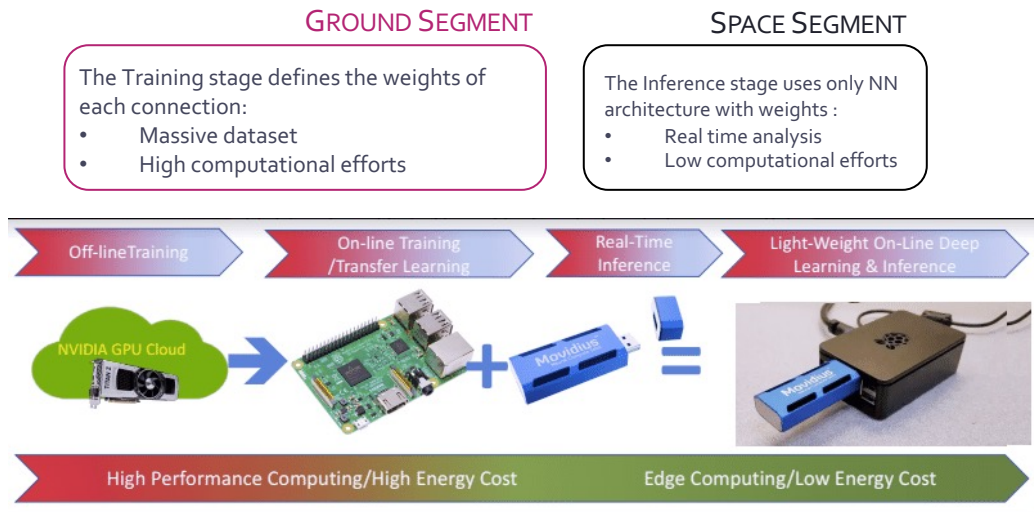 GROUND SEGMENT
SPACE SEGMENT
The Training stage defines the weights of
each connection:
• Massive dataset
• High computational efforts
The Inference stage uses only NN
architecture with weights :
• Real time analysis
• Low computational efforts
Off-lineTraining
On-line Training
/Transfer Learning
Real-Time
Inference
Light-Weight On-Line Deep
Learning & Inference
NVIDIA GPU Cloud
TITAN Z
Movidius
Movidius
High Performance Computing/High Energy Cost
Edge Computing/Low Energy Cost